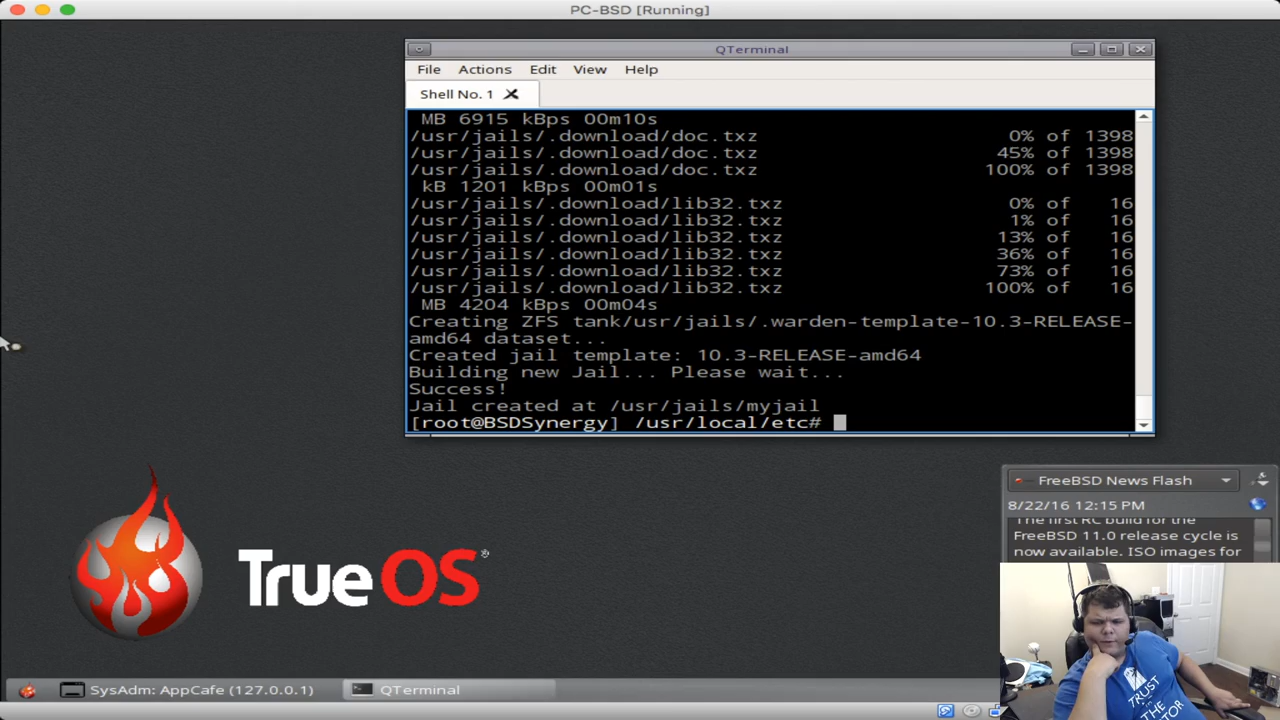 PC-BSD [Running]
QTerminal
File Actions Edit View Help
Shell No. 1
MB 6915 kBps 00m10s
/usr/jails/.download/doc.txz 0% of 1398
/usr/jails/.download/doc.txz 45% of 1398
/usr/jails/.download/doc.txz 100% of 1398
kB 1201 kBps 00m01s
/usr/jails/.download/lib32.txz 0% of 16
/usr/jails/.download/lib32.txz 1% of 16
/usr/jails/.download/lib32.txz 13% of 16
/usr/jails/.download/lib32.txz 36% of 16
/usr/jails/.download/lib32.txz 73% of 16
/usr/jails/.download/lib32.txz 100% of 16
MB 4204 kBps 00m04s
Creating ZFS tank/usr/jails/.warden-template-10.3-RELEASE-
amd64 dataset...
Created jail template: 10.3-RELEASE-amd64
Building new Jail... Please wait...
Success!
Jail created at /usr/jails/myjail
[root@BSDSynergy] /usr/local/etc#
FreeBSD News Flash
8/22/16 12:15 PM
The first RC build for the
FreeBSD 11.0 release cycle is
now available. ISO images for
TrueOS®
TRUST
IN
THE
SysAdm: AppCafe (127.0.0.1)
QTerminal